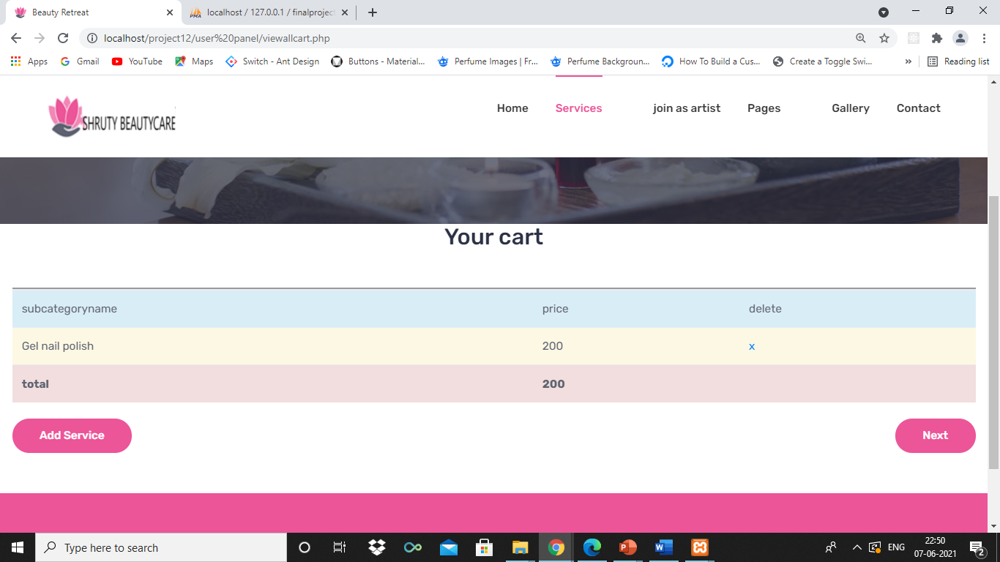 Beauty Retreat
PMA localhost / 127.0.0.1 / finalproject
localhost/project12/user%20panel/viewallcart.php
Apps Gmail YouTube Maps Switch - Ant Design Buttons - Material... Perfume Images | Fr... Perfume Backgroun... How To Build a Cus... Create a Toggle Swi... » Reading list
SHRUTY BEAUTYCARE
Home Services join as artist Pages Gallery Contact
Your cart
subcategoryname price delete
Gel nail polish 200 x
total 200
Add Service Next
Type here to search
ENG
22:50
07-06-2021
2